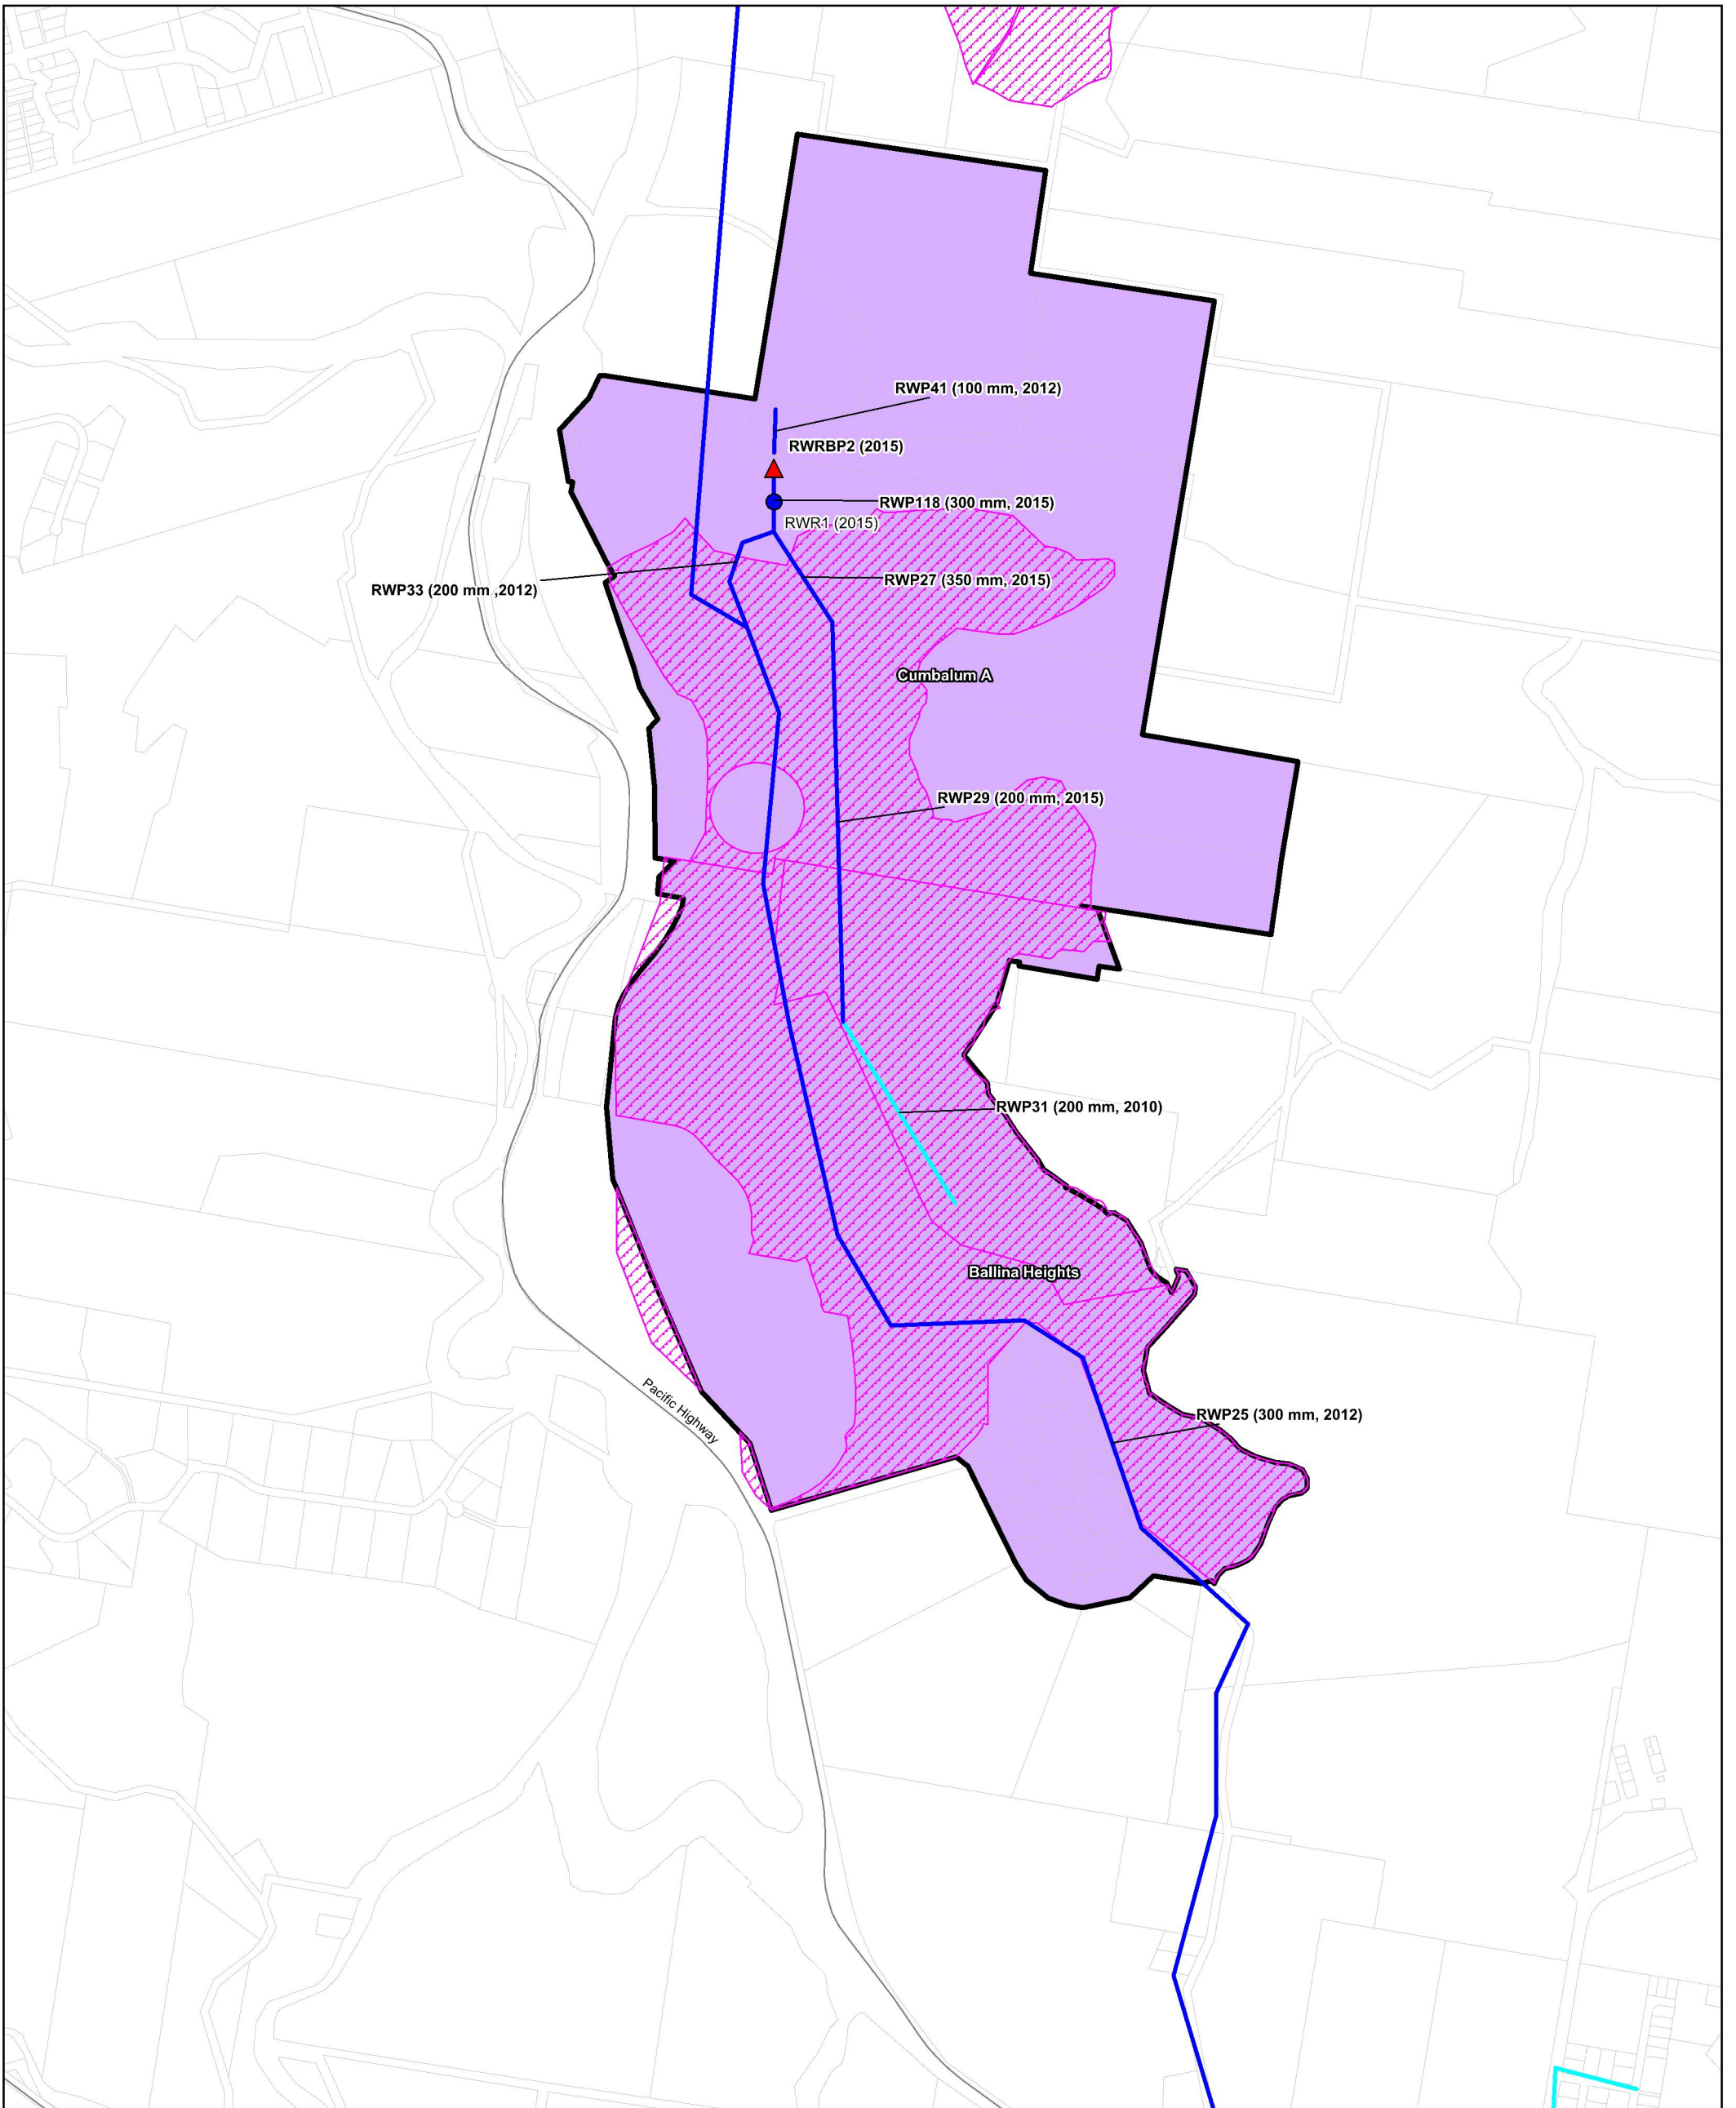 RWP41 (100 mm, 2012)
RWRBP2 (2015)
RWP118 (300 mm, 2015)
RWR1 (2015)
RWP27 (350 mm, 2015)
RWP33 (200 mm ,2012)
Cumbalum A
RWP29 (200 mm, 2015)
RWP31 (200 mm, 2010)
Ballina Heights
Pacific Highway
RWP25 (300 mm, 2012)